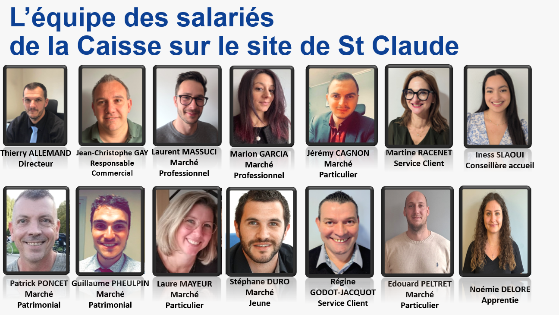 L'équipe des salariés
de la Caisse sur le site de St Claude
Thierry ALLEMAND
Directeur
Jean-Christophe GAY
Responsable
Commercial
Laurent MASSUCI
Marché
Professionnel
Marion GARCIA
Marché
Professionnel
Jérémy CAGNON
Marché
Particulier
Martine RACENET
Service Client
Iness SLAOUI
Conseillère accueil
Patrick PONCET
Marché
Patrimonial
Guillaume PHEULPIN
Marché
Patrimonial
Laure MAYEUR
Marché
Particulier
Stéphane DURO
Marché
Jeune
Régine
GODOT-JACQUOT
Service Client
Edouard PELTRET
Marché
Particulier
Noémie DELORE
Apprentie